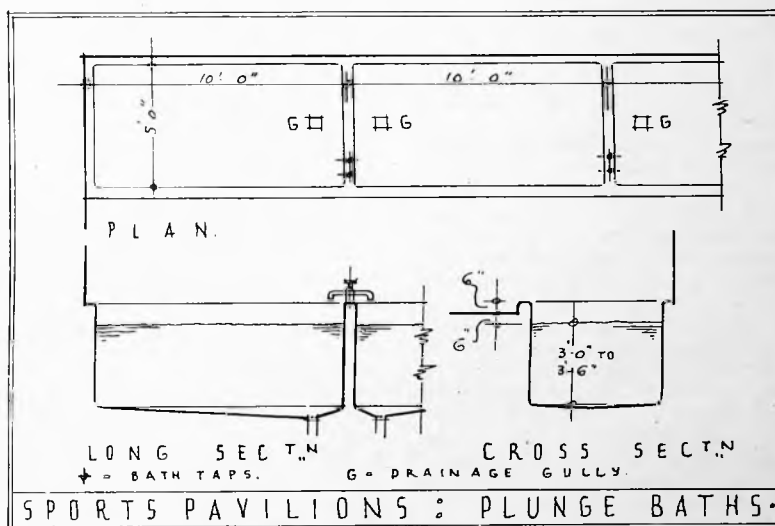 10'·0" 10'·0"
5'·0"
G G G
PLAN.
6"
6"
3'·0" TO
3'·6"
LONG SECT.,N CROSS SECT.,N
= BATH TAPS. G = DRAINAGE GULLY.
SPORTS PAVILIONS : PLUNGE BATHS.